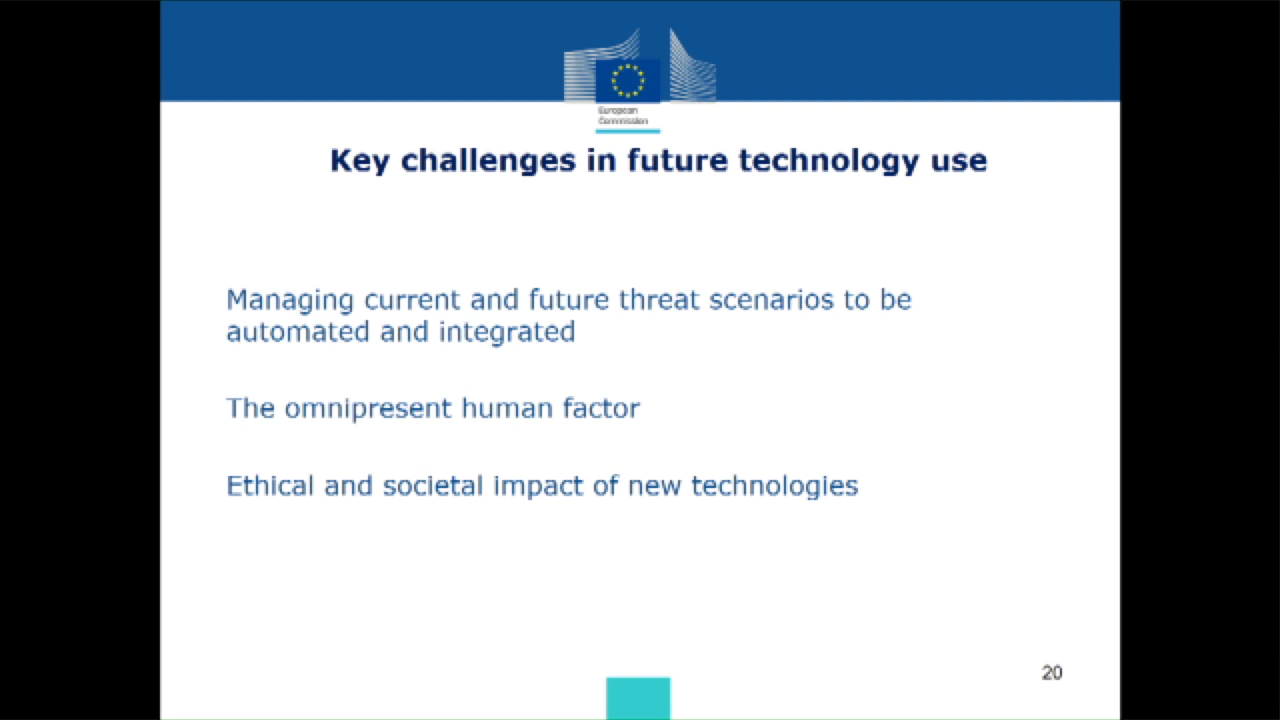 European
Commission
Key challenges in future technology use
Managing current and future threat scenarios to be
automated and integrated
The omnipresent human factor
Ethical and societal impact of new technologies
20